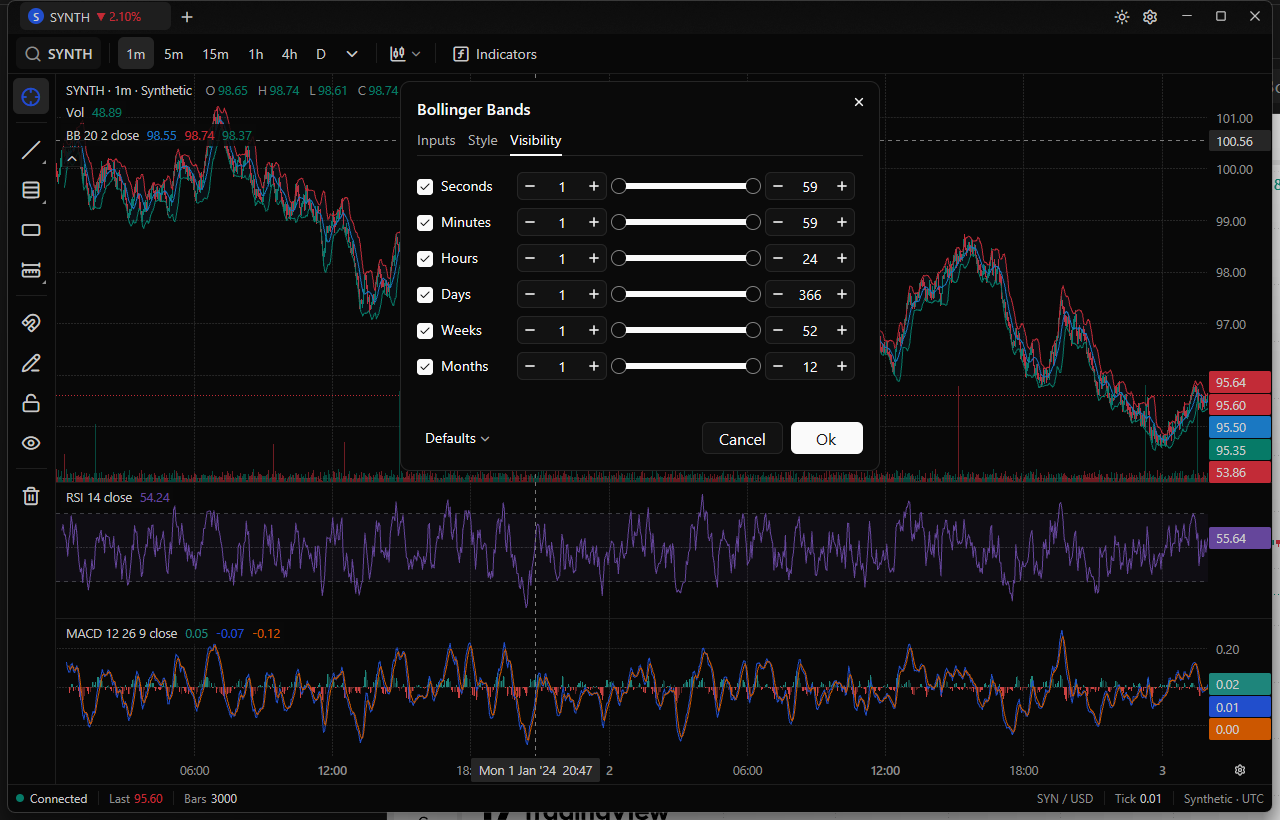 SYNTH ▼2.10%
SYNTH 1m 5m 15m 1h 4h D Indicators
SYNTH · 1m · Synthetic O 98.65 H 98.74 L 98.61 C 98.74
Vol 48.89
BB 20 2 close 98.55 98.74 98.37
Bollinger Bands
Inputs Style Visibility
Seconds 1 59
Minutes 1 59
Hours 1 24
Days 1 366
Weeks 1 52
Months 1 12
Defaults Cancel Ok
101.00
100.56
100.00
99.00
98.00
97.00
95.64
95.60
95.50
95.35
53.86
RSI 14 close 54.24
55.64
MACD 12 26 9 close 0.05 -0.07 -0.12
0.20
0.02
0.01
0.00
06:00 12:00 18: Mon 1 Jan '24 20:47 2 06:00 12:00 18:00 3
Connected Last 95.60 Bars 3000 SYN / USD Tick 0.01 Synthetic · UTC
TradingView